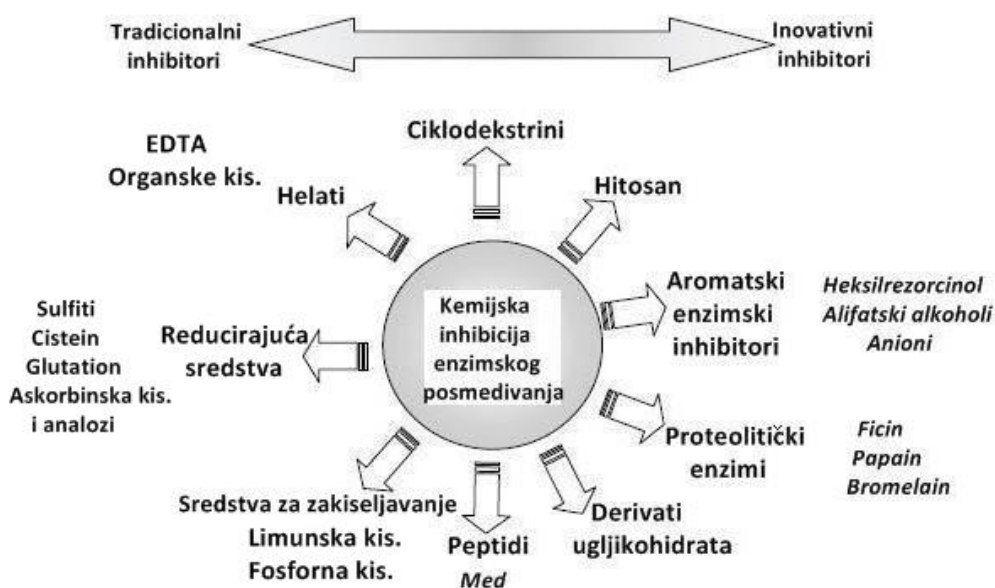 Tradicionalni
inhibitori
Inovativni
inhibitori
Ciklodekstrini
EDTA
Organske kis.
Helati
Hitosan
Kemijska
inhibicija
enzimskog
posmeđivanja
Aromatski
enzimski
inhibitori
Heksilrezorcinol
Alifatski alkoholi
Anioni
Sulfiti
Cistein
Glutation
Askorbinska kis.
i analozi
Reducirajuća
sredstva
Proteolitički
enzimi
Ficin
Papain
Bromelain
Sredstva za zakiseljavanje
Limunska kis.
Fosforna kis.
Peptidi
Med
Derivati
ugljikohidrata